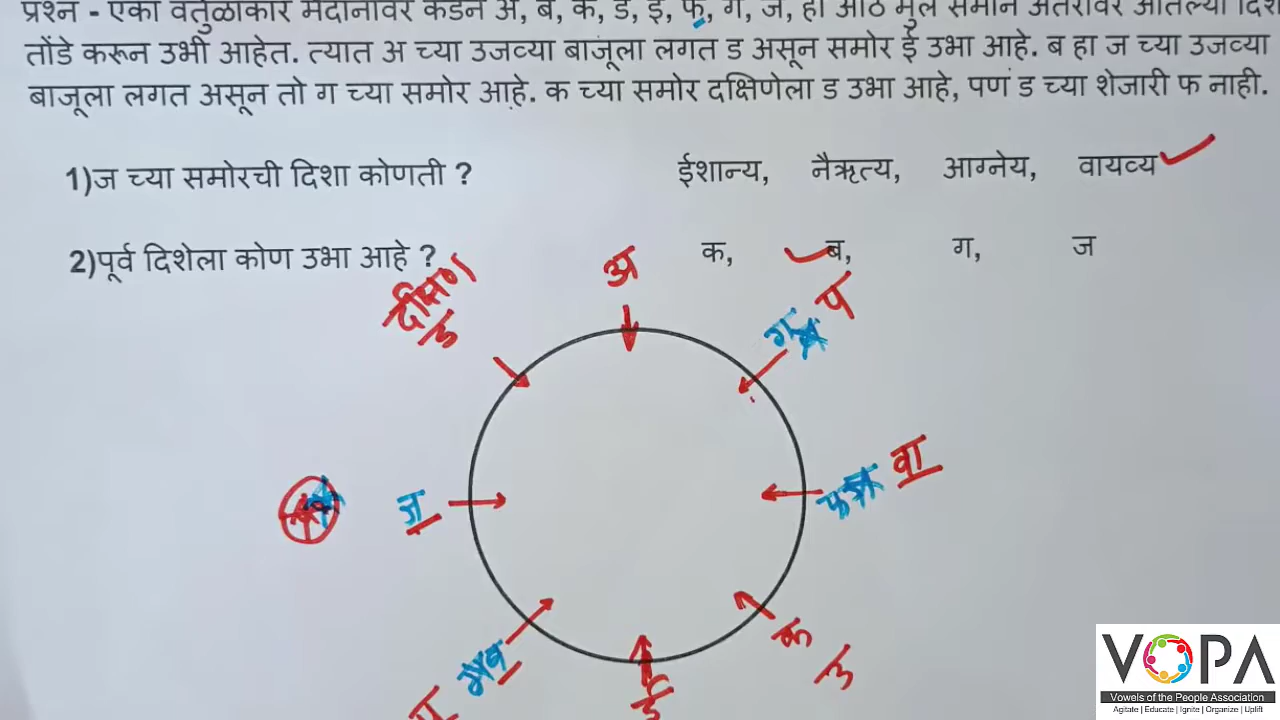 प्रश्न - एका वर्तुळाकार मैदानावर कडेने अ, ब, क, ड, इ, फ, ग, ज, ही आठ मुले समान अंतरावर आतल्या
तोंडे करून उभी आहेत. त्यात अ च्या उजव्या बाजूला लगत ड असून समोर ई उभा आहे. ब हा ज च्या उजव्या
बाजूला लगत असून तो ग च्या समोर आहे. क च्या समोर दक्षिणेला ड उभा आहे, पण ड च्या शेजारी फ नाही.
1)ज च्या समोरची दिशा कोणती ? ईशान्य, नैऋत्य, आग्नेय, वायव्य
2)पूर्व दिशेला कोण उभा आहे ? क, ब, ग, ज
अ
ड
ग प
फ वा
ज
क उ
ब
ई
VOPA
Vowels of the People Association
Agitate | Educate | Ignite | Organize | Uplift